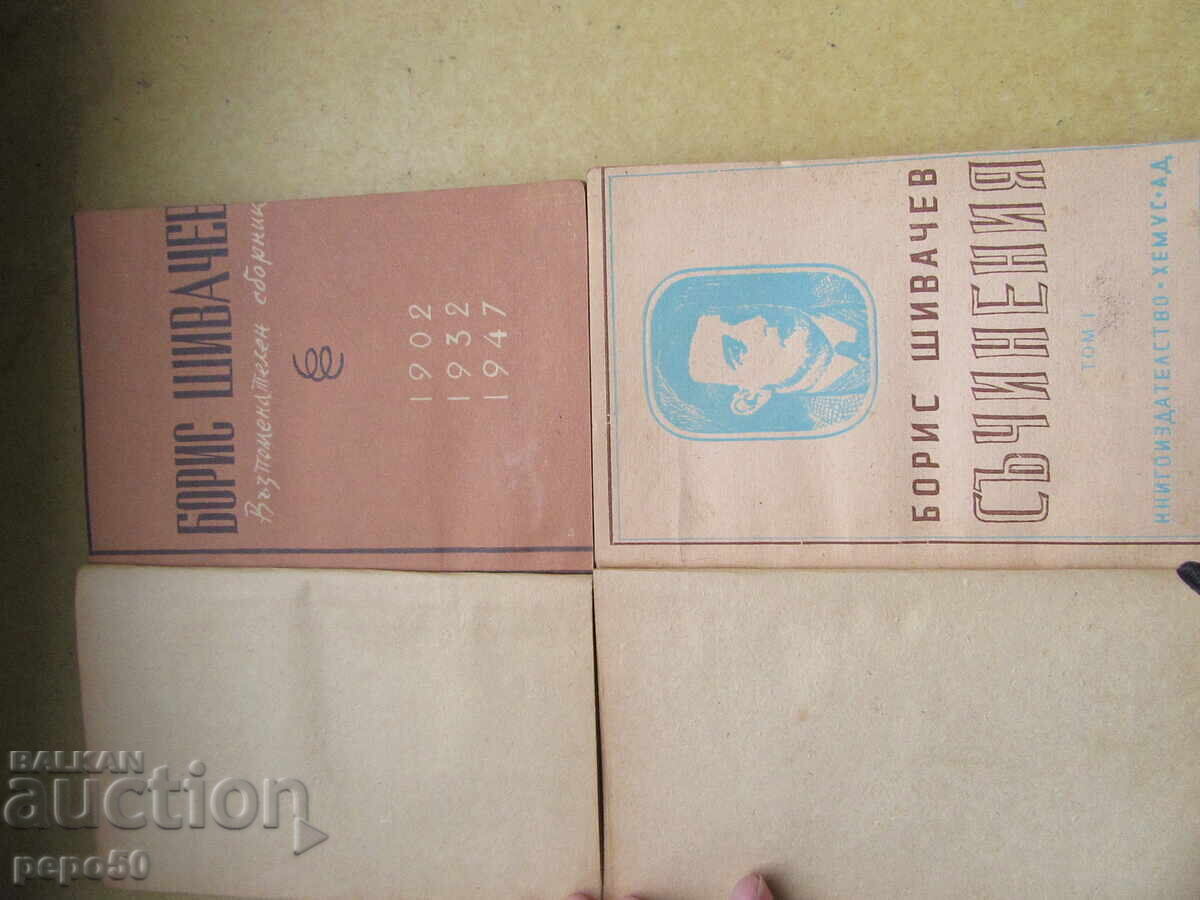 БОРИС ШИВАЧЕВ
Възпоменателен сборник
1902
1932
1947
БОРИС ШИВАЧЕВ
СЪЧИНЕНИЯ
ТОМ I
КНИГОИЗДАТЕЛСТВО • ХЕМУС • АД
BALKAN
auction
pepo50